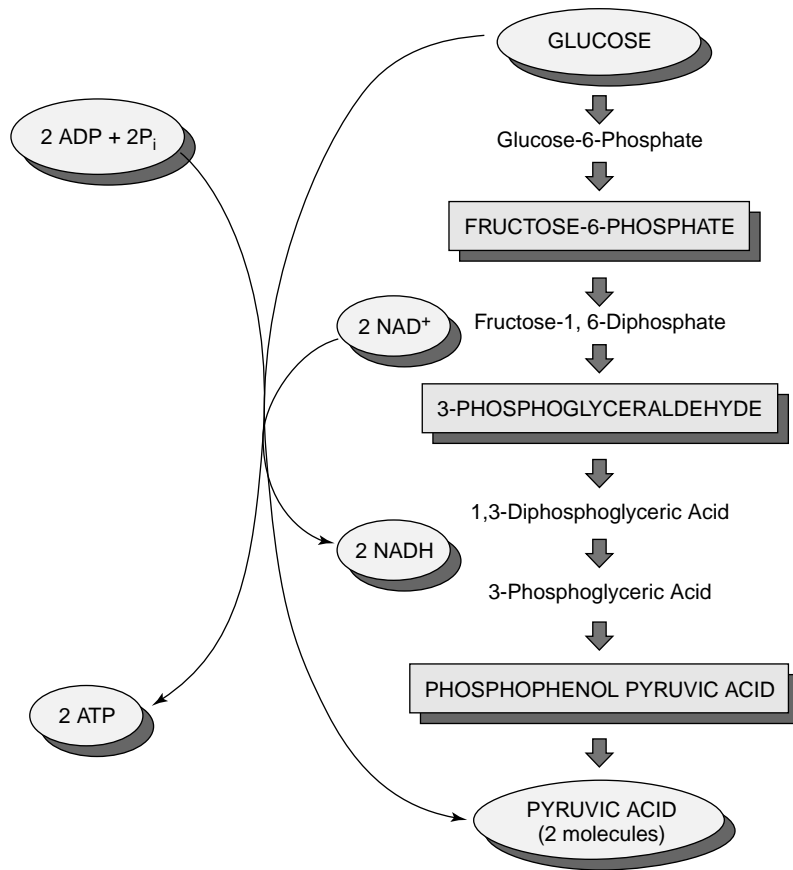 GLUCOSE
2 ADP + 2Pi
Glucose-6-Phosphate
FRUCTOSE-6-PHOSPHATE
2 NAD+
Fructose-1, 6-Diphosphate
3-PHOSPHOGLYCERALDEHYDE
1,3-Diphosphoglyceric Acid
2 NADH
3-Phosphoglyceric Acid
PHOSPHOPHENOL PYRUVIC ACID
2 ATP
PYRUVIC ACID
(2 molecules)